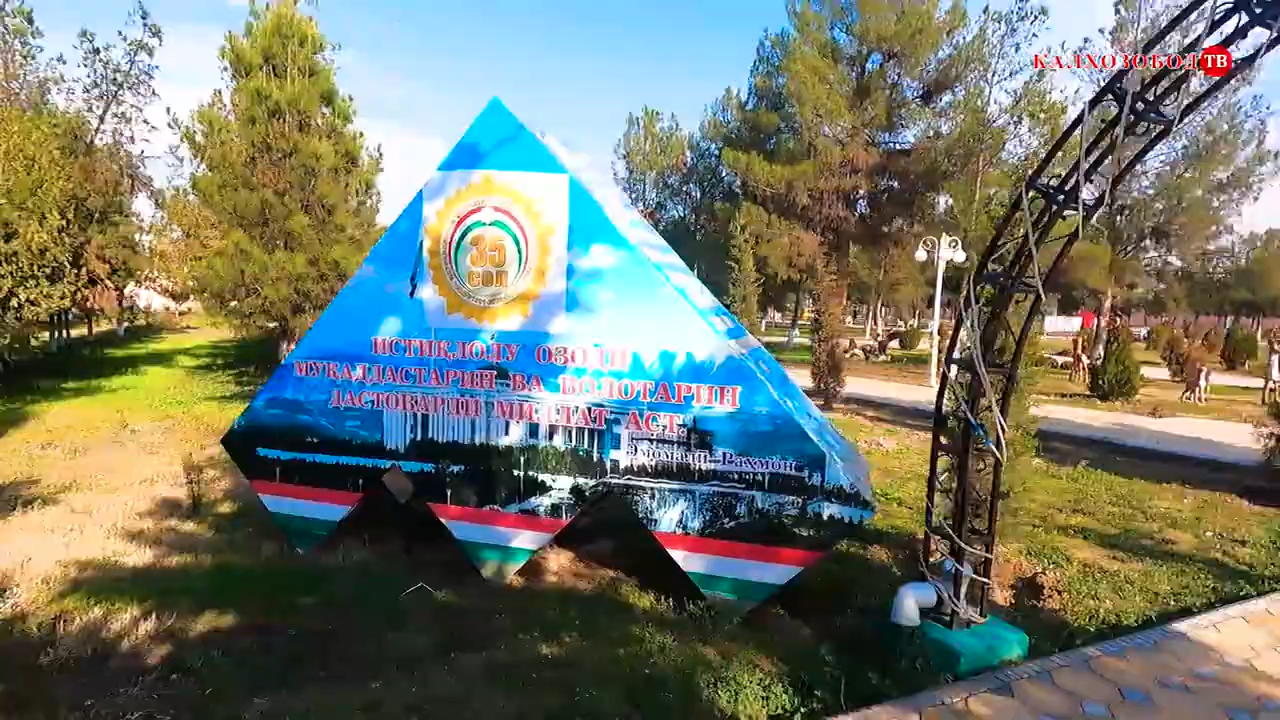 КАЛХОЗОБОД ТВ
35
СОЛ
ИСТИҚЛОЛУ ОЗОДӢ
МУҚАДДАСТАРИН ВА ВОЛОТАРИН
ДАСТОВАРДИ МИЛЛАТ АСТ.
Эмомалӣ Раҳмон